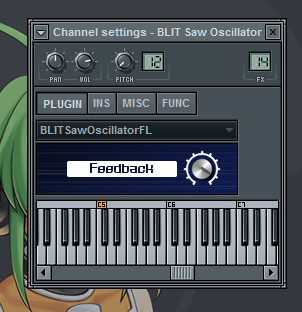 Channel settings - BLIT Saw Oscillator
PAN VOL PITCH 12 14 FX
PLUGIN INS MISC FUNC
BLITSawOscillatorFL
Feedback
C5 C6 C7